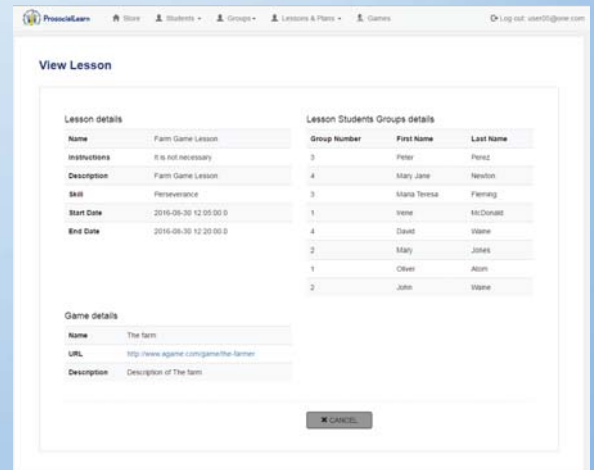 ProsocialLearn Store Students Groups Lessons & Plans Games Log out: user00@one.com
View Lesson
Lesson details
Name Farm Game Lesson
Instructions It is not necessary
Description Farm Game Lesson
Skill Perseverance
Start Date 2016-08-30 12:05:00.0
End Date 2016-08-30 12:20:00.0
Lesson Students Groups details
Group Number First Name Last Name
3 Peter Perez
4 Mary Jane Newton
3 Maria Teresa Fleming
1 Irene McDonald
4 David Waine
2 Mary Jones
1 Oliver Atom
2 John Waine
Game details
Name The farm
URL http://www.agame.com/game/the-farmer
Description Description of The farm
✖ CANCEL